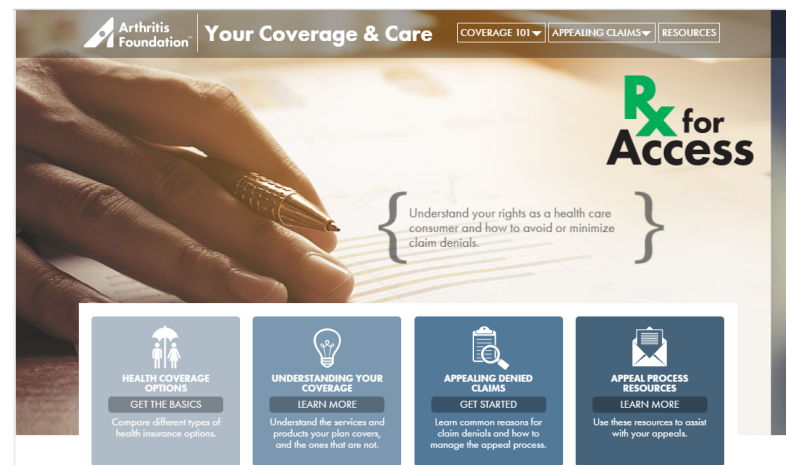 Arthritis
Foundation™
Your Coverage & Care
COVERAGE 101
APPEALING CLAIMS
RESOURCES
Rx for
Access
Understand your rights as a health care
consumer and how to avoid or minimize
claim denials.
HEALTH COVERAGE
OPTIONS
GET THE BASICS
Compare different types of
health insurance options.
UNDERSTANDING YOUR
COVERAGE
LEARN MORE
Understand the services and
products your plan covers,
and the ones that are not.
APPEALING DENIED
CLAIMS
GET STARTED
Learn common reasons for
claim denials and how to
manage the appeal process.
APPEAL PROCESS
RESOURCES
LEARN MORE
Use these resources to assist
with your appeals.